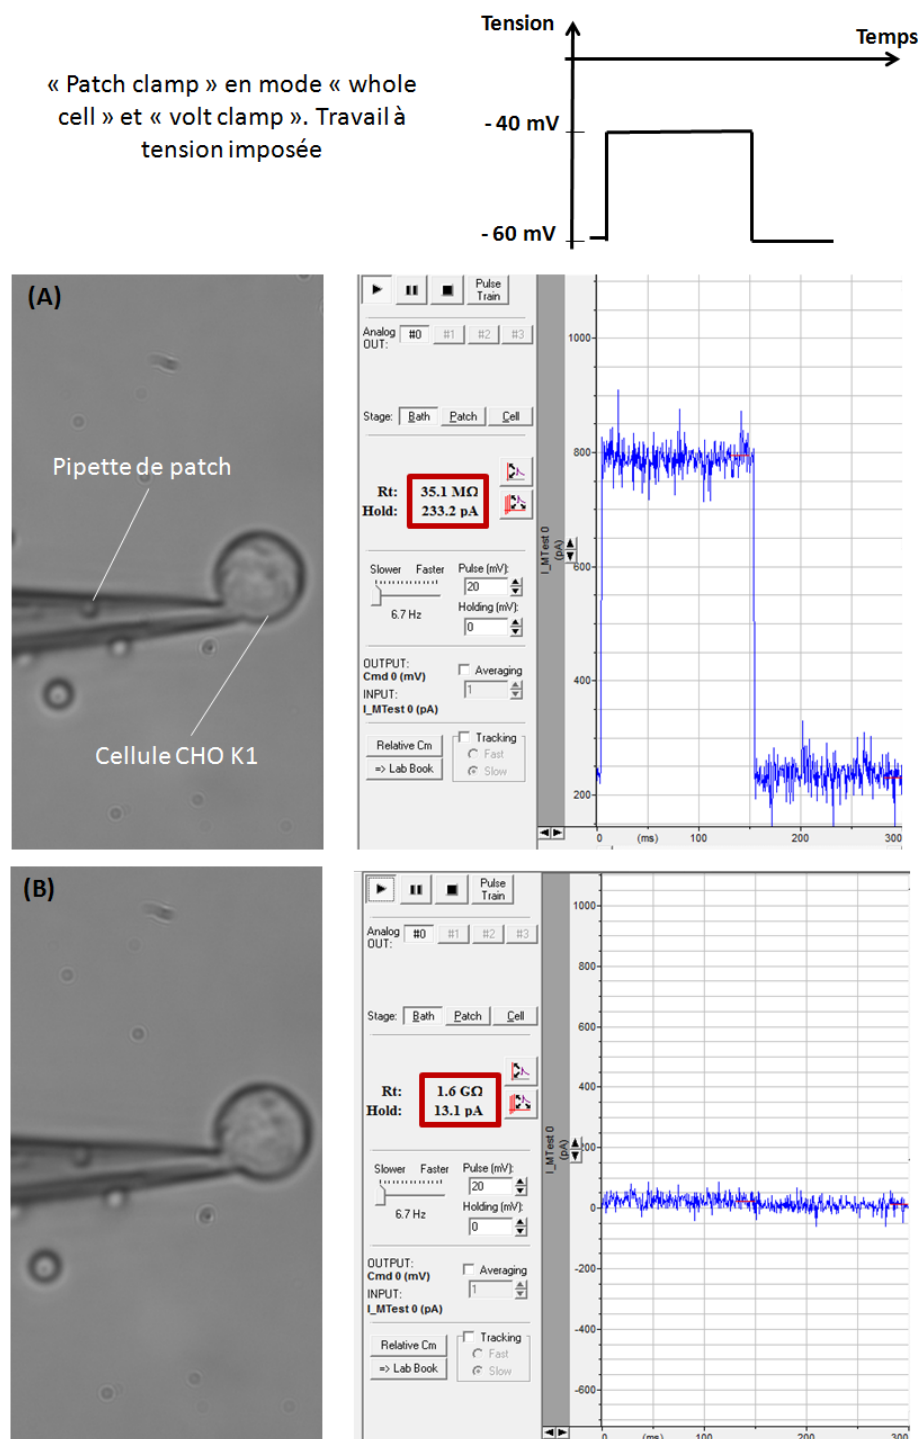 « Patch clamp » en mode « whole
cell » et « volt clamp ». Travail à
tension imposée
Tension
Temps
- 40 mV
- 60 mV
(A)
Pipette de patch
Cellule CHO K1
Pulse
Train
Analog
OUT:
#0
#1
#2
#3
Stage:
Bath
Patch
Cell
Rt: 35.1 MΩ
Hold: 233.2 pA
Slower Faster
6.7 Hz
Pulse (mV):
20
Holding (mV):
0
OUTPUT:
Cmd 0 (mV)
INPUT:
I_MTest 0 (pA)
Averaging
1
Relative Cm
=> Lab Book
Tracking
Fast
Slow
I_MTest 0
(pA)
1000
800
600
400
200
0 (ms) 100 200 300
(B)
Pulse
Train
Analog
OUT:
#0
#1
#2
#3
Stage:
Bath
Patch
Cell
Rt: 1.6 GΩ
Hold: 13.1 pA
Slower Faster
6.7 Hz
Pulse (mV):
20
Holding (mV):
0
OUTPUT:
Cmd 0 (mV)
INPUT:
I_MTest 0 (pA)
Averaging
1
Relative Cm
=> Lab Book
Tracking
Fast
Slow
I_MTest 0
(pA)
1000
800
600
400
200
0
-200
-400
-600
0 (ms) 100 200 300